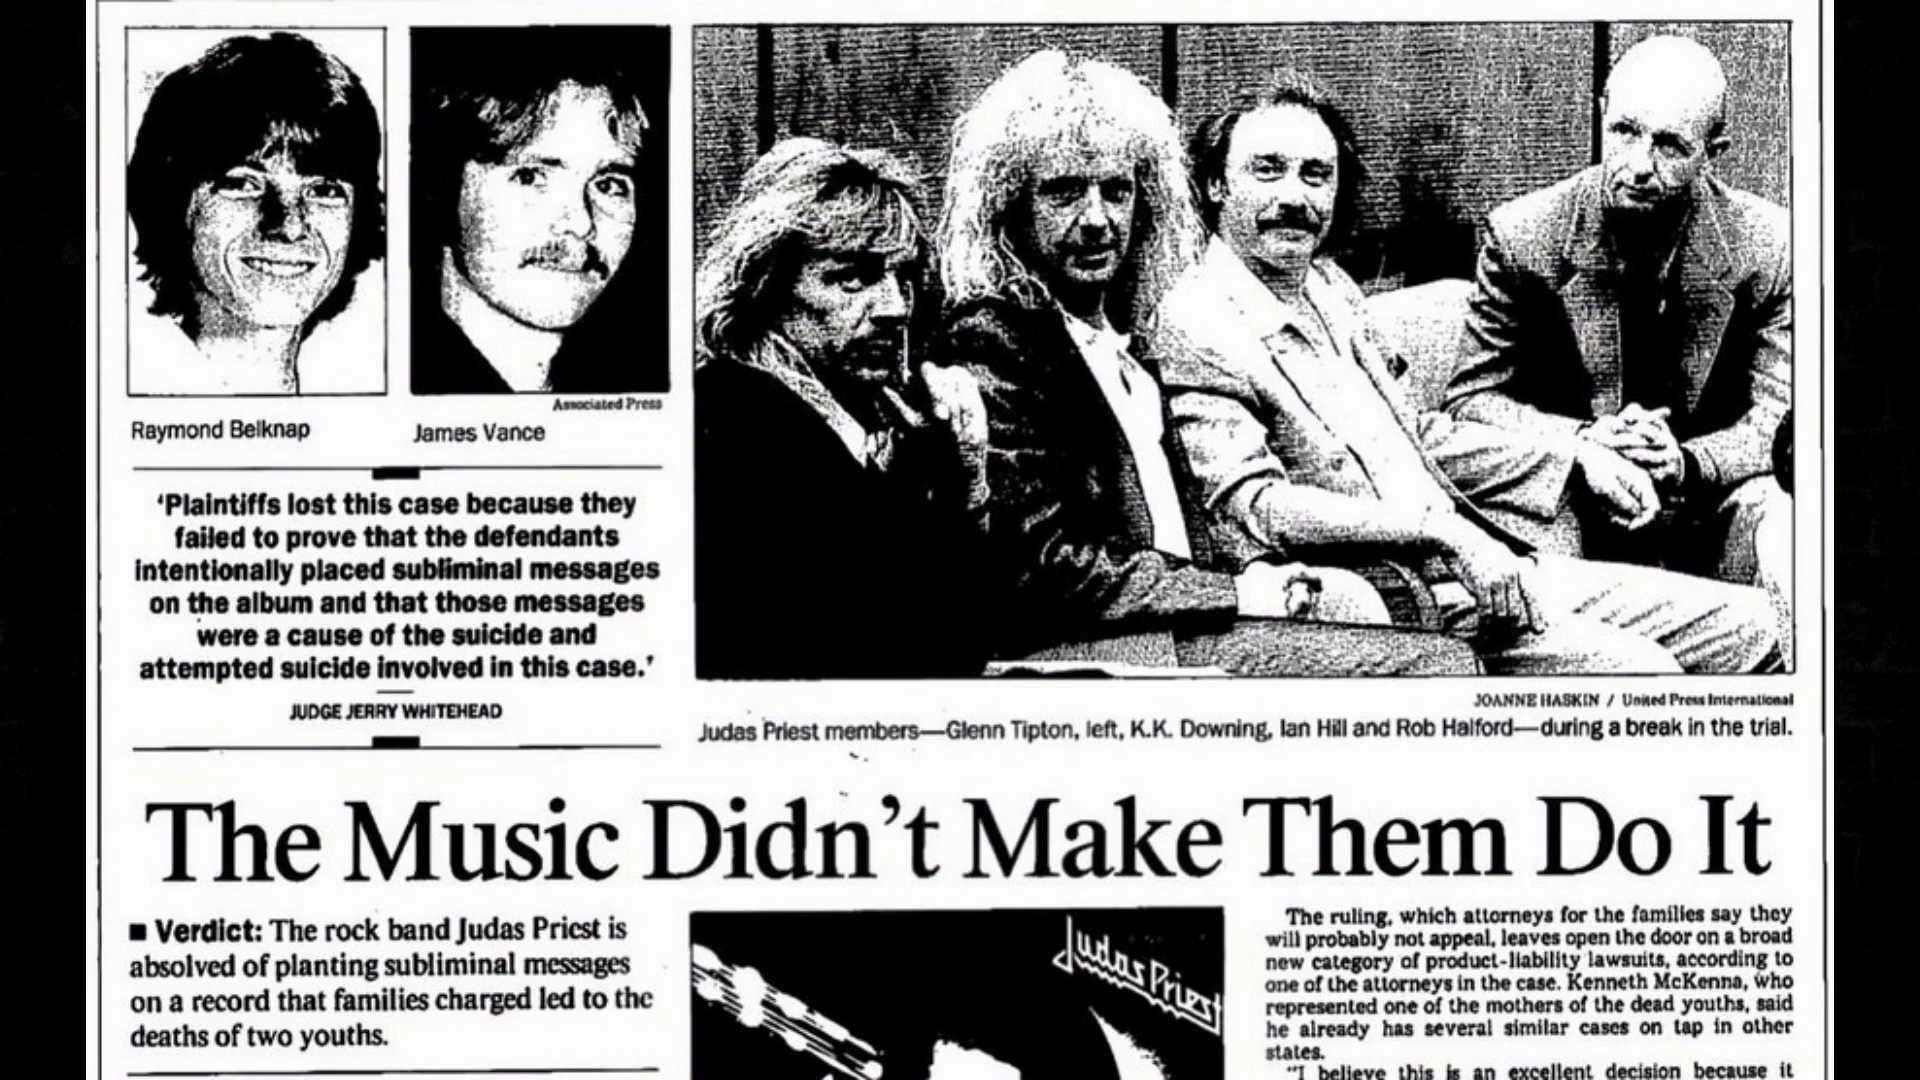 Associated Press
Raymond Belknap
James Vance
‘Plaintiffs lost this case because they
failed to prove that the defendants
intentionally placed subliminal messages
on the album and that those messages
were a cause of the suicide and
attempted suicide involved in this case.’
JUDGE JERRY WHITEHEAD
JOANNE HASKIN / United Press International
Judas Priest members—Glenn Tipton, left, K.K. Downing, Ian Hill and Rob Halford—during a break in the trial.
The Music Didn’t Make Them Do It
■ Verdict: The rock band Judas Priest is
absolved of planting subliminal messages
on a record that families charged led to the
deaths of two youths.
Judas Priest
The ruling, which attorneys for the families say they
will probably not appeal, leaves open the door on a broad
new category of product-liability lawsuits, according to
one of the attorneys in the case. Kenneth McKenna, who
represented one of the mothers of the dead youths, said
he already has several similar cases on tap in other
states.
“I believe this is an excellent decision because it